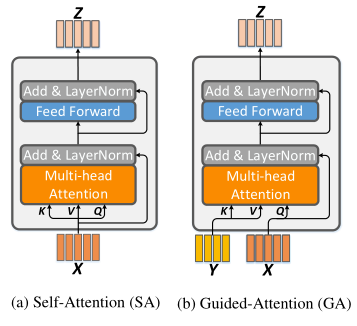 Z
Add & LayerNorm
Feed Forward
Add & LayerNorm
Multi-head
Attention
K V Q
X
(a) Self-Attention (SA)
Z
Add & LayerNorm
Feed Forward
Add & LayerNorm
Multi-head
Attention
K V Q
Y X
(b) Guided-Attention (GA)